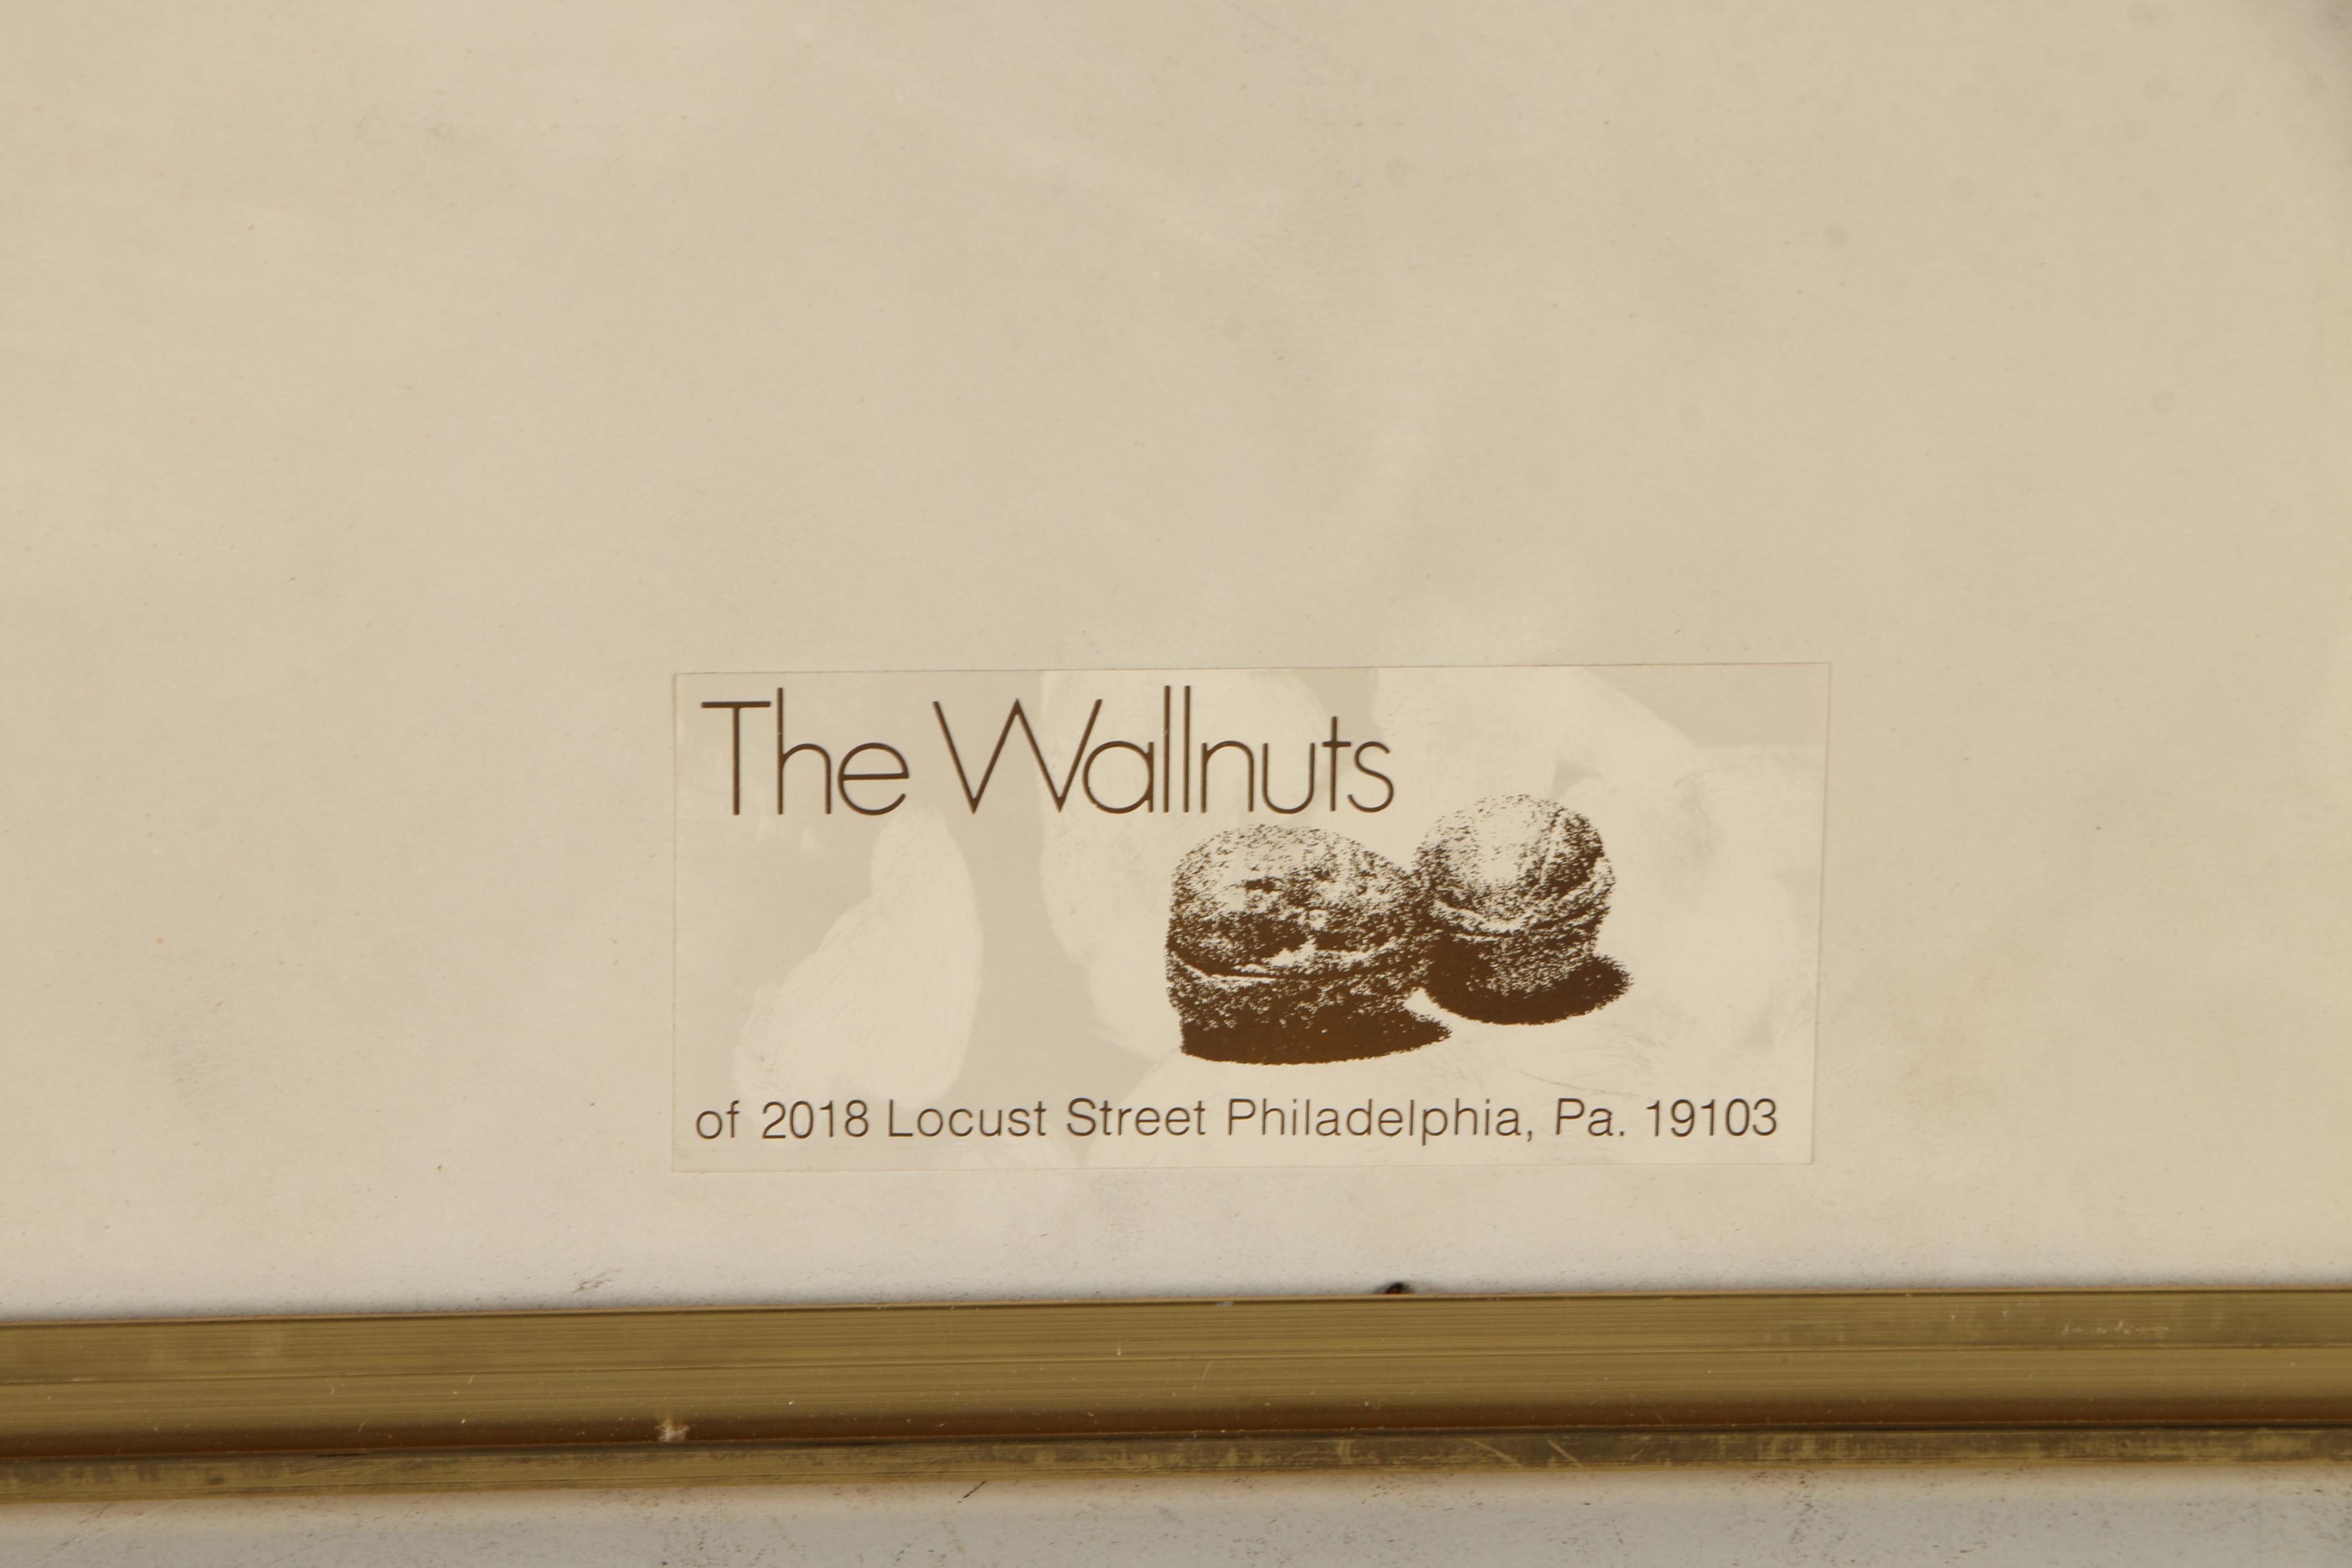 The Wallnuts
of 2018 Locust Street Philadelphia, Pa. 19103